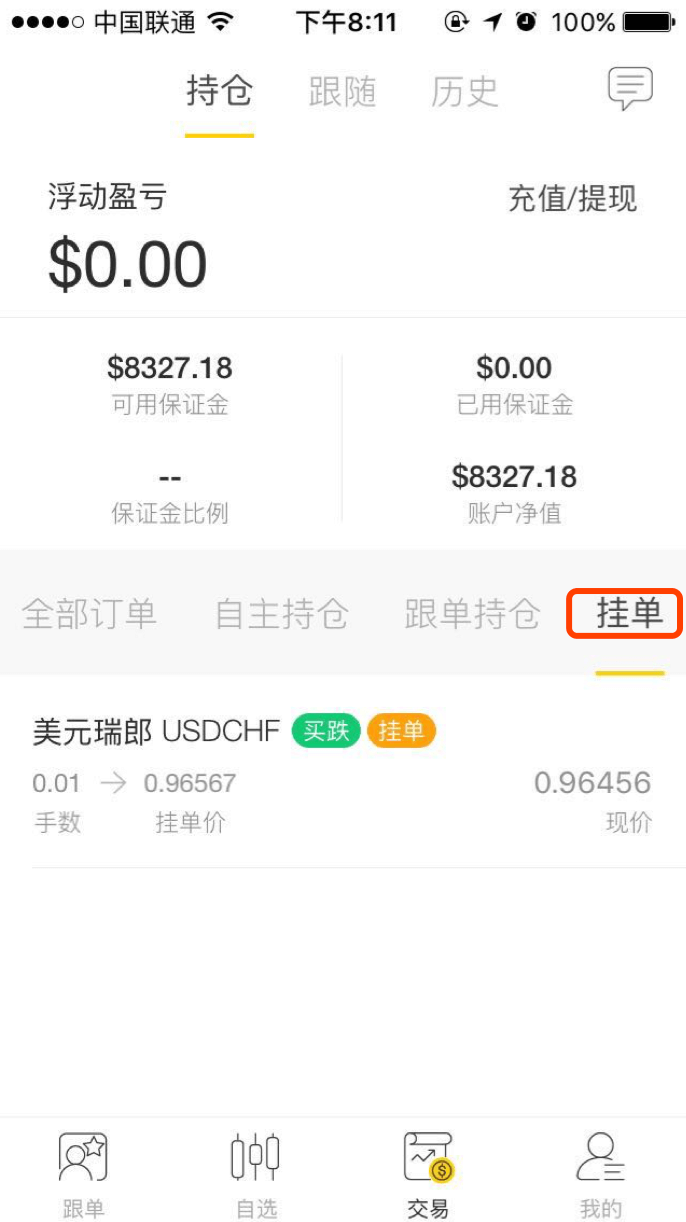 中国联通 下午8:11 100%
持仓 跟随 历史
浮动盈亏 充值/提现
$0.00
$8327.18 $0.00
可用保证金 已用保证金
-- $8327.18
保证金比例 账户净值
全部订单 自主持仓 跟单持仓 挂单
美元瑞郎 USDCHF 买跌 挂单
0.01 → 0.96567 0.96456
手数 挂单价 现价
跟单 自选 交易 我的